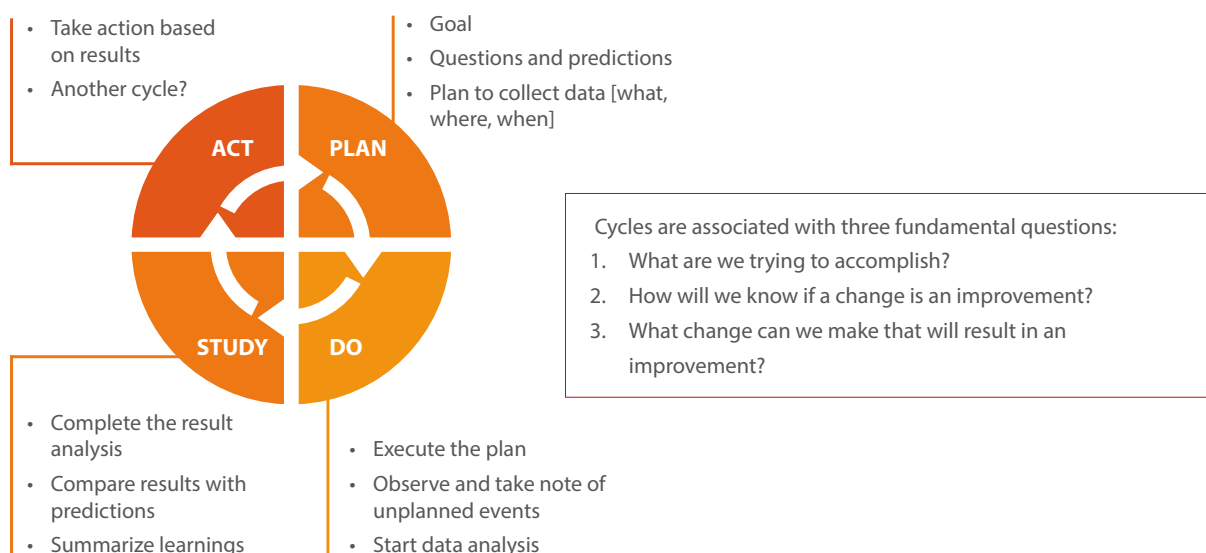 • Take action based
on results
• Another cycle?
• Goal
• Questions and predictions
• Plan to collect data [what,
where, when]
ACT
PLAN
STUDY
DO
Cycles are associated with three fundamental questions:
1. What are we trying to accomplish?
2. How will we know if a change is an improvement?
3. What change can we make that will result in an
improvement?
• Complete the result
analysis
• Compare results with
predictions
• Summarize learnings
• Execute the plan
• Observe and take note of
unplanned events
• Start data analysis